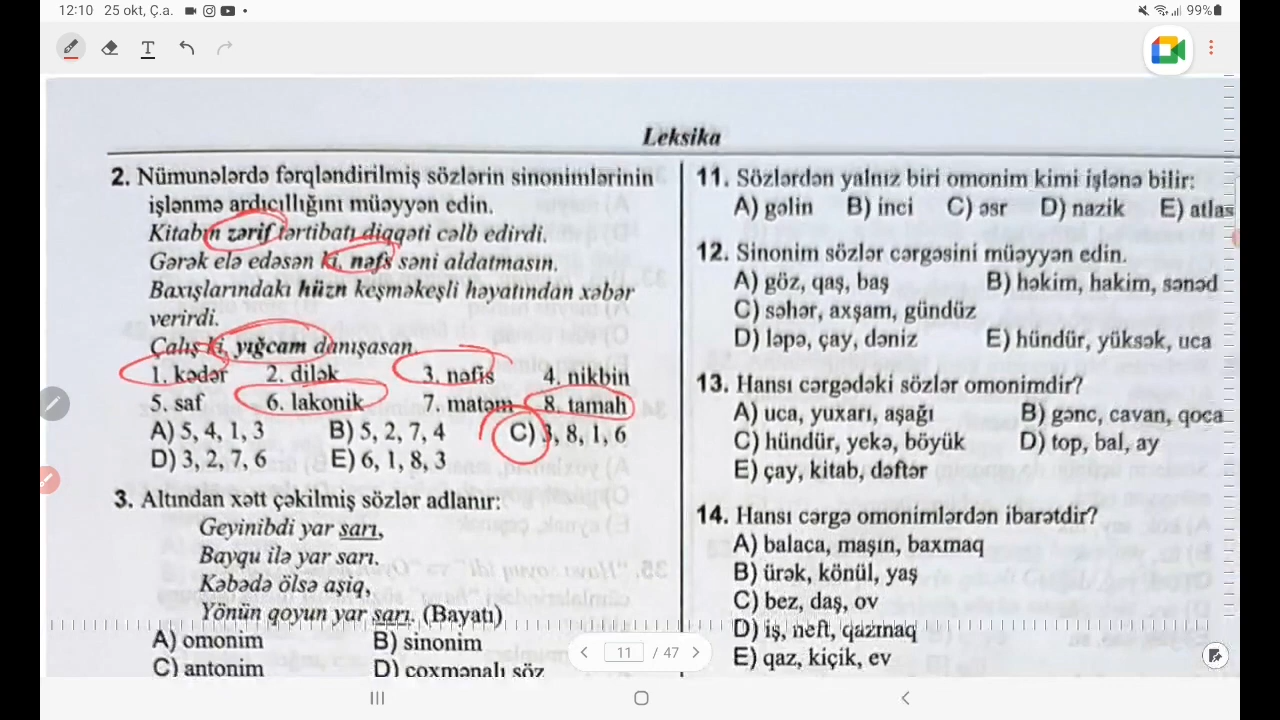 12:10 25 okt, Ç.a. 99%
T
Leksika
2. Nümunələrdə fərqləndirilmiş sözlərin sinonimlərinin
işlənmə ardıcıllığını müəyyən edin.
Kitabın zərif tərtibatı diqqəti cəlb edirdi.
Gərək elə edəsən ki, nəfs səni aldatmasın.
Baxışlarındakı hüzn keşməkeşli həyatından xəbər
verirdi.
Çalış ki, yığcam danışasan.
1. kədər 2. dilək 3. nəfis 4. nikbin
5. saf 6. lakonik 7. matəm 8. tamah
A) 5, 4, 1, 3 B) 5, 2, 7, 4 C) 3, 8, 1, 6
D) 3, 2, 7, 6 E) 6, 1, 8, 3
3. Altından xətt çəkilmiş sözlər adlanır:
Geyinibdi yar sarı,
Bayqu ilə yar sarı.
Kəbədə ölsə aşiq,
Yönün qoyun yar sarı. (Bayatı)
A) omonim B) sinonim
C) antonim D) çoxmənalı söz
11. Sözlərdən yalnız biri omonim kimi işlənə bilir:
A) gəlin B) inci C) əsr D) nazik E) atlas
12. Sinonim sözlər cərgəsini müəyyən edin.
A) göz, qaş, baş B) həkim, hakim, sənəd
C) səhər, axşam, gündüz
D) ləpə, çay, dəniz E) hündür, yüksək, uca
13. Hansı cərgədəki sözlər omonimdir?
A) uca, yuxarı, aşağı B) gənc, cavan, qoca
C) hündür, yekə, böyük D) top, bal, ay
E) çay, kitab, dəftər
14. Hansı cərgə omonimlərdən ibarətdir?
A) balaca, maşın, baxmaq
B) ürək, könül, yaş
C) bez, daş, ov
D) iş, neft, qazmaq
E) qaz, kiçik, ev
11 / 47